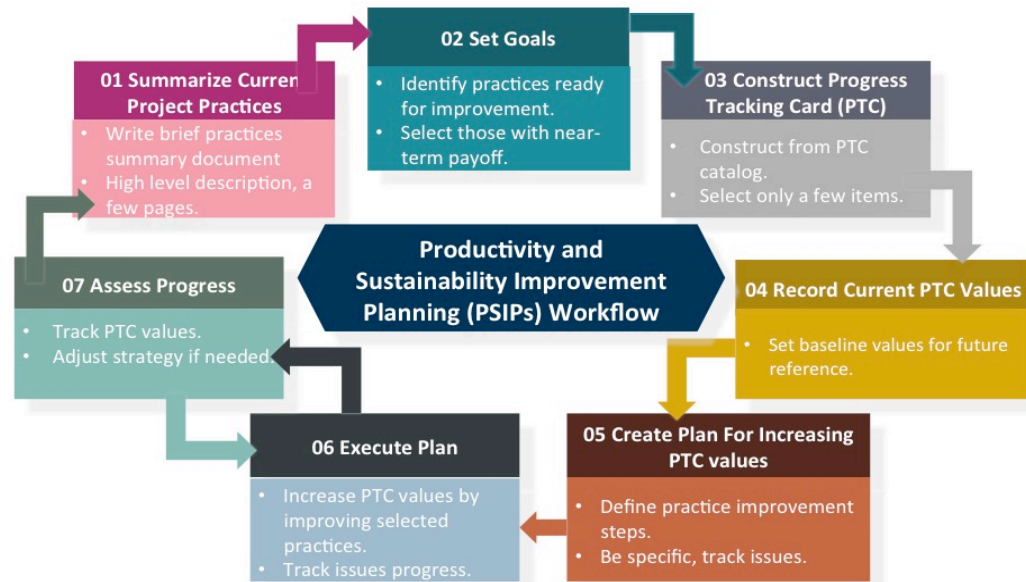 01 Summarize Current
Project Practices
• Write brief practices
summary document
• High level description, a
few pages.
02 Set Goals
• Identify practices ready
for improvement.
• Select those with near-
term payoff.
03 Construct Progress
Tracking Card (PTC)
• Construct from PTC
catalog.
• Select only a few items.
Productivity and
Sustainability Improvement
Planning (PSIPs) Workflow
04 Record Current PTC Values
• Set baseline values for future
reference.
05 Create Plan For Increasing
PTC values
• Define practice improvement
steps.
• Be specific, track issues.
06 Execute Plan
• Increase PTC values by
improving selected
practices.
• Track issues progress.
07 Assess Progress
• Track PTC values.
• Adjust strategy if needed.